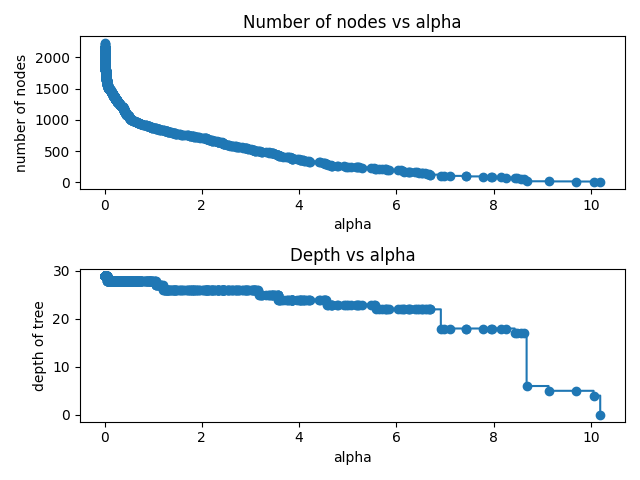 Number of nodes vs alpha
number of nodes
2000
1500
1000
500
0
0 2 4 6 8 10
alpha
Depth vs alpha
depth of tree
30
20
10
0
0 2 4 6 8 10
alpha